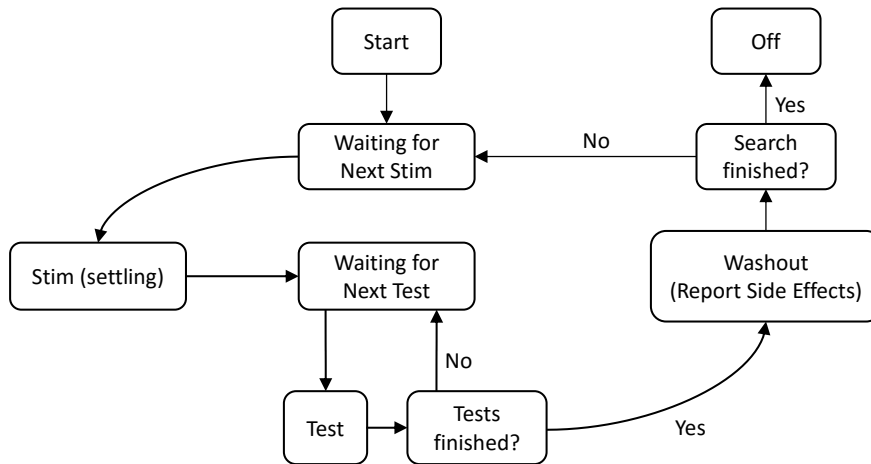 Start
Off
Yes
Waiting for
Next Stim
No
Search
finished?
Stim (settling)
Waiting for
Next Test
Washout
(Report Side Effects)
No
Test
Tests
finished?
Yes